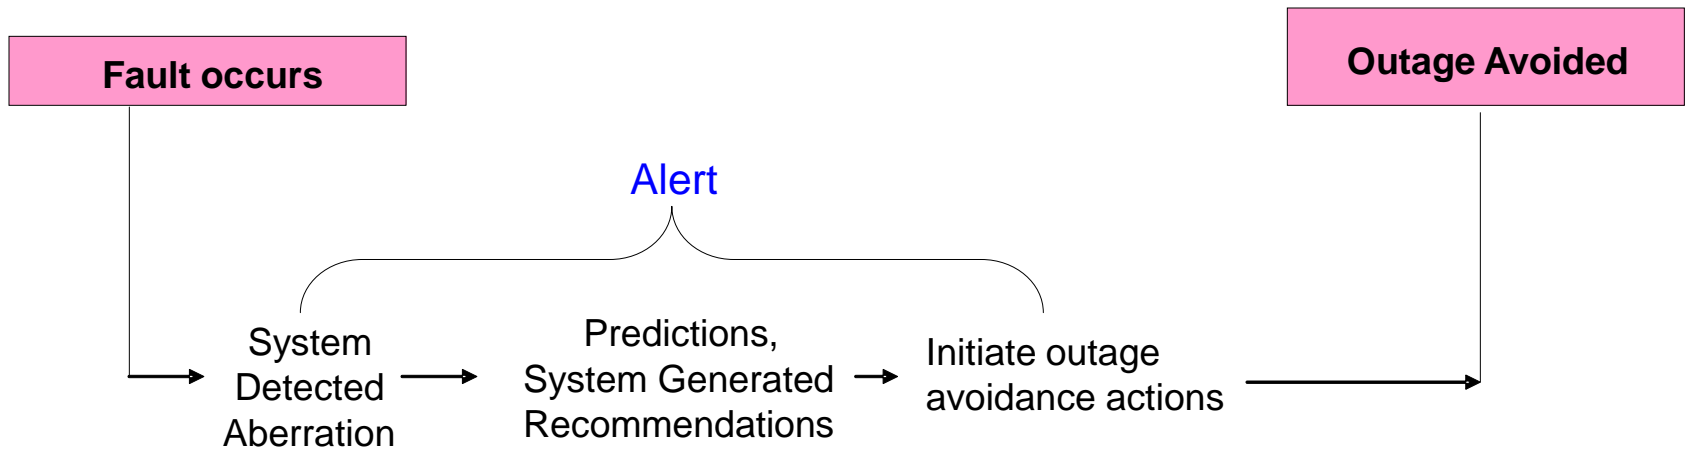 Fault occurs
Outage Avoided
Alert
System
Detected
Aberration
Predictions,
System Generated
Recommendations
Initiate outage
avoidance actions